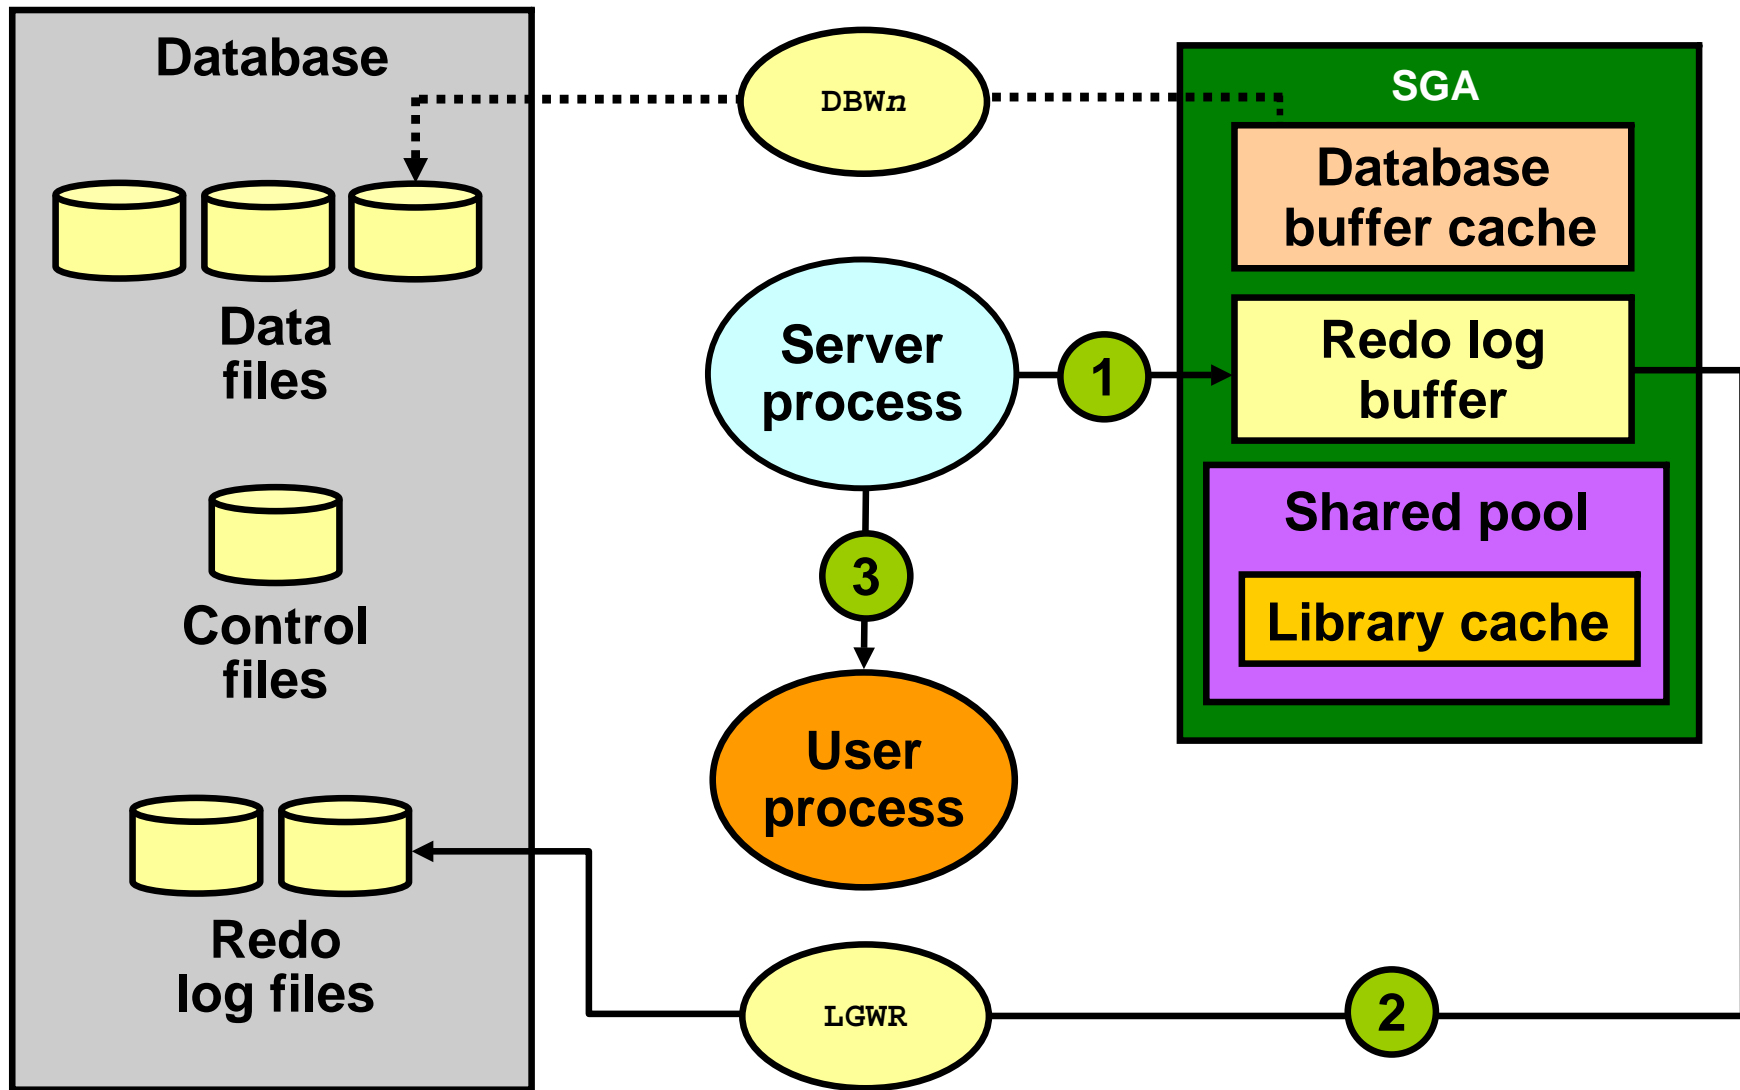 Database
Data
files
Control
files
Redo
log files
DBWn
Server
process
1
3
User
process
LGWR
2
SGA
Database
buffer cache
Redo log
buffer
Shared pool
Library cache